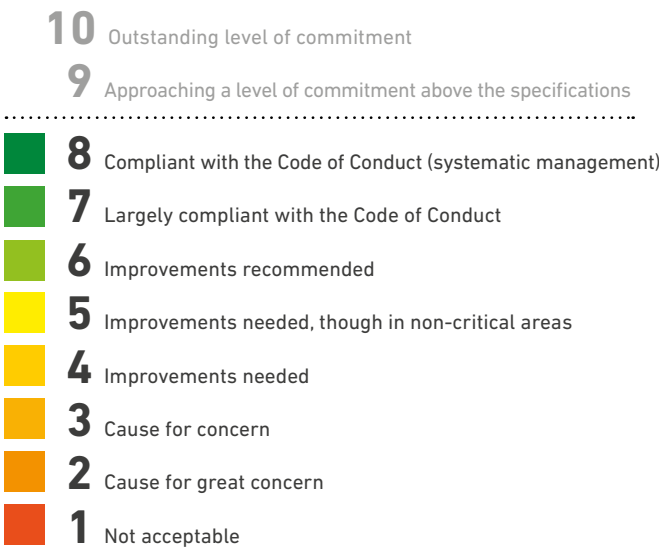 10 Outstanding level of commitment
9 Approaching a level of commitment above the specifications
8 Compliant with the Code of Conduct (systematic management)
7 Largely compliant with the Code of Conduct
6 Improvements recommended
5 Improvements needed, though in non-critical areas
4 Improvements needed
3 Cause for concern
2 Cause for great concern
1 Not acceptable